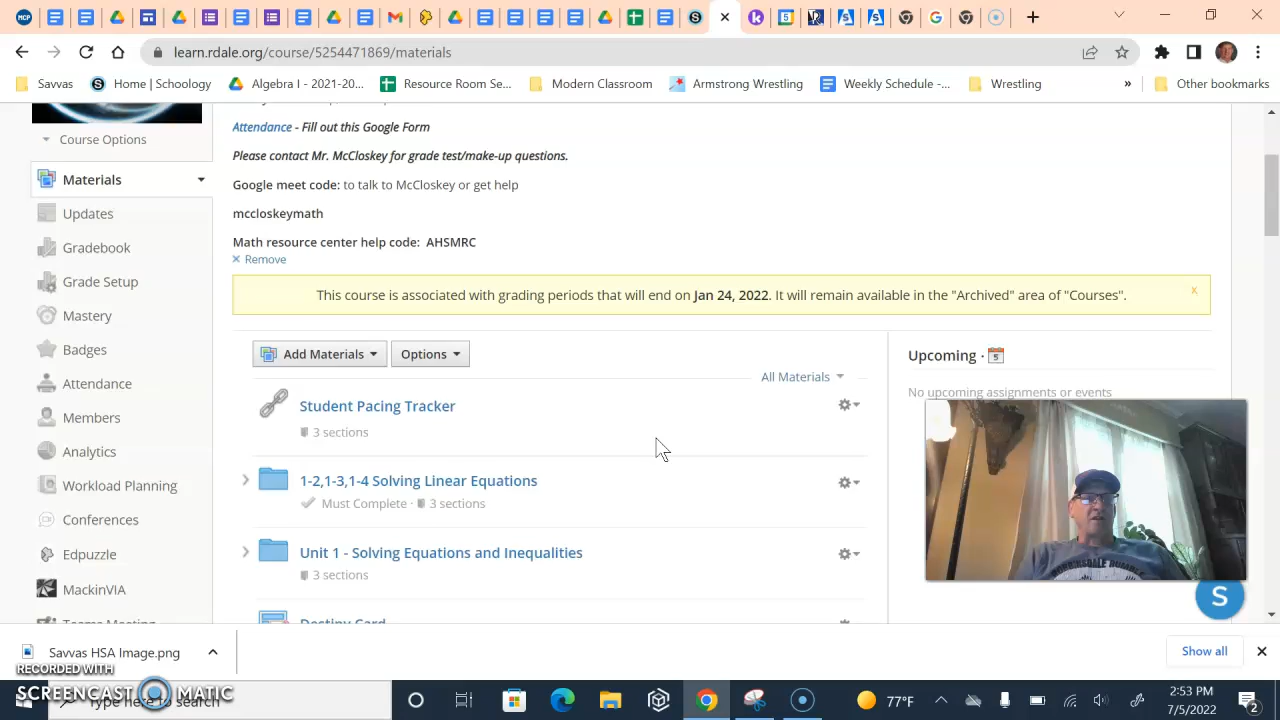 learn.rdale.org/course/5254471869/materials
Savvas
Home | Schoology
Algebra I - 2021-20...
Resource Room Se...
Modern Classroom
Armstrong Wrestling
Weekly Schedule -...
Wrestling
»
Other bookmarks
Course Options
Materials
Updates
Gradebook
Grade Setup
Mastery
Badges
Attendance
Members
Analytics
Workload Planning
Conferences
Edpuzzle
MackinVIA
Teams Meeting
Attendance - Fill out this Google Form
Please contact Mr. McCloskey for grade test/make-up questions.
Google meet code: to talk to McCloskey or get help
mccloskeymath
Math resource center help code: AHSMRC
× Remove
This course is associated with grading periods that will end on Jan 24, 2022. It will remain available in the "Archived" area of "Courses". x
Add Materials
Options
All Materials
Student Pacing Tracker
3 sections
1-2,1-3,1-4 Solving Linear Equations
Must Complete · 3 sections
Unit 1 - Solving Equations and Inequalities
3 sections
Destiny Card
Upcoming · 5
No upcoming assignments or events
S
Savvas HSA Image.png
Show all
RECORDED WITH
SCREENCAST MATIC
Type here to search
77°F
2:53 PM
7/5/2022
2